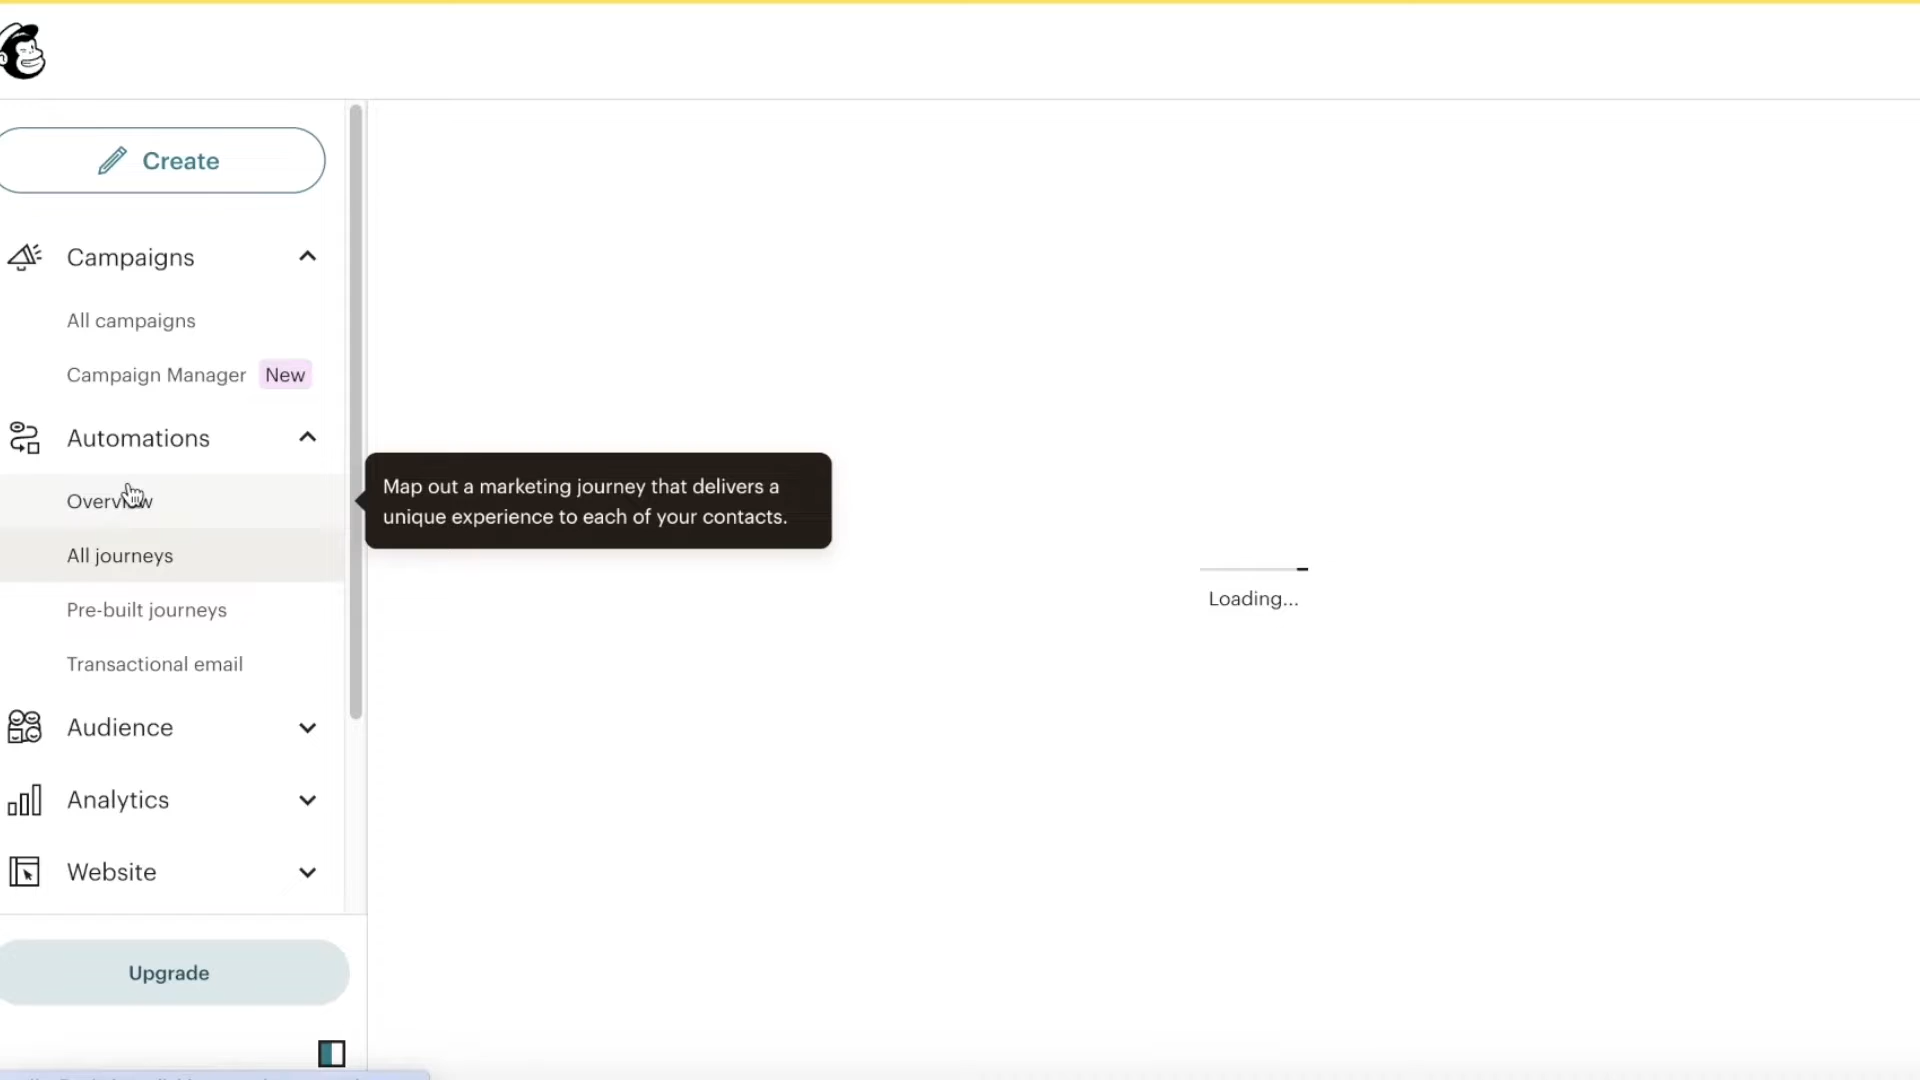 Create
Campaigns
All campaigns
Campaign Manager New
Automations
Overview
Map out a marketing journey that delivers a
unique experience to each of your contacts.
All journeys
Loading...
Pre-built journeys
Transactional email
Audience
Analytics
Website
Upgrade